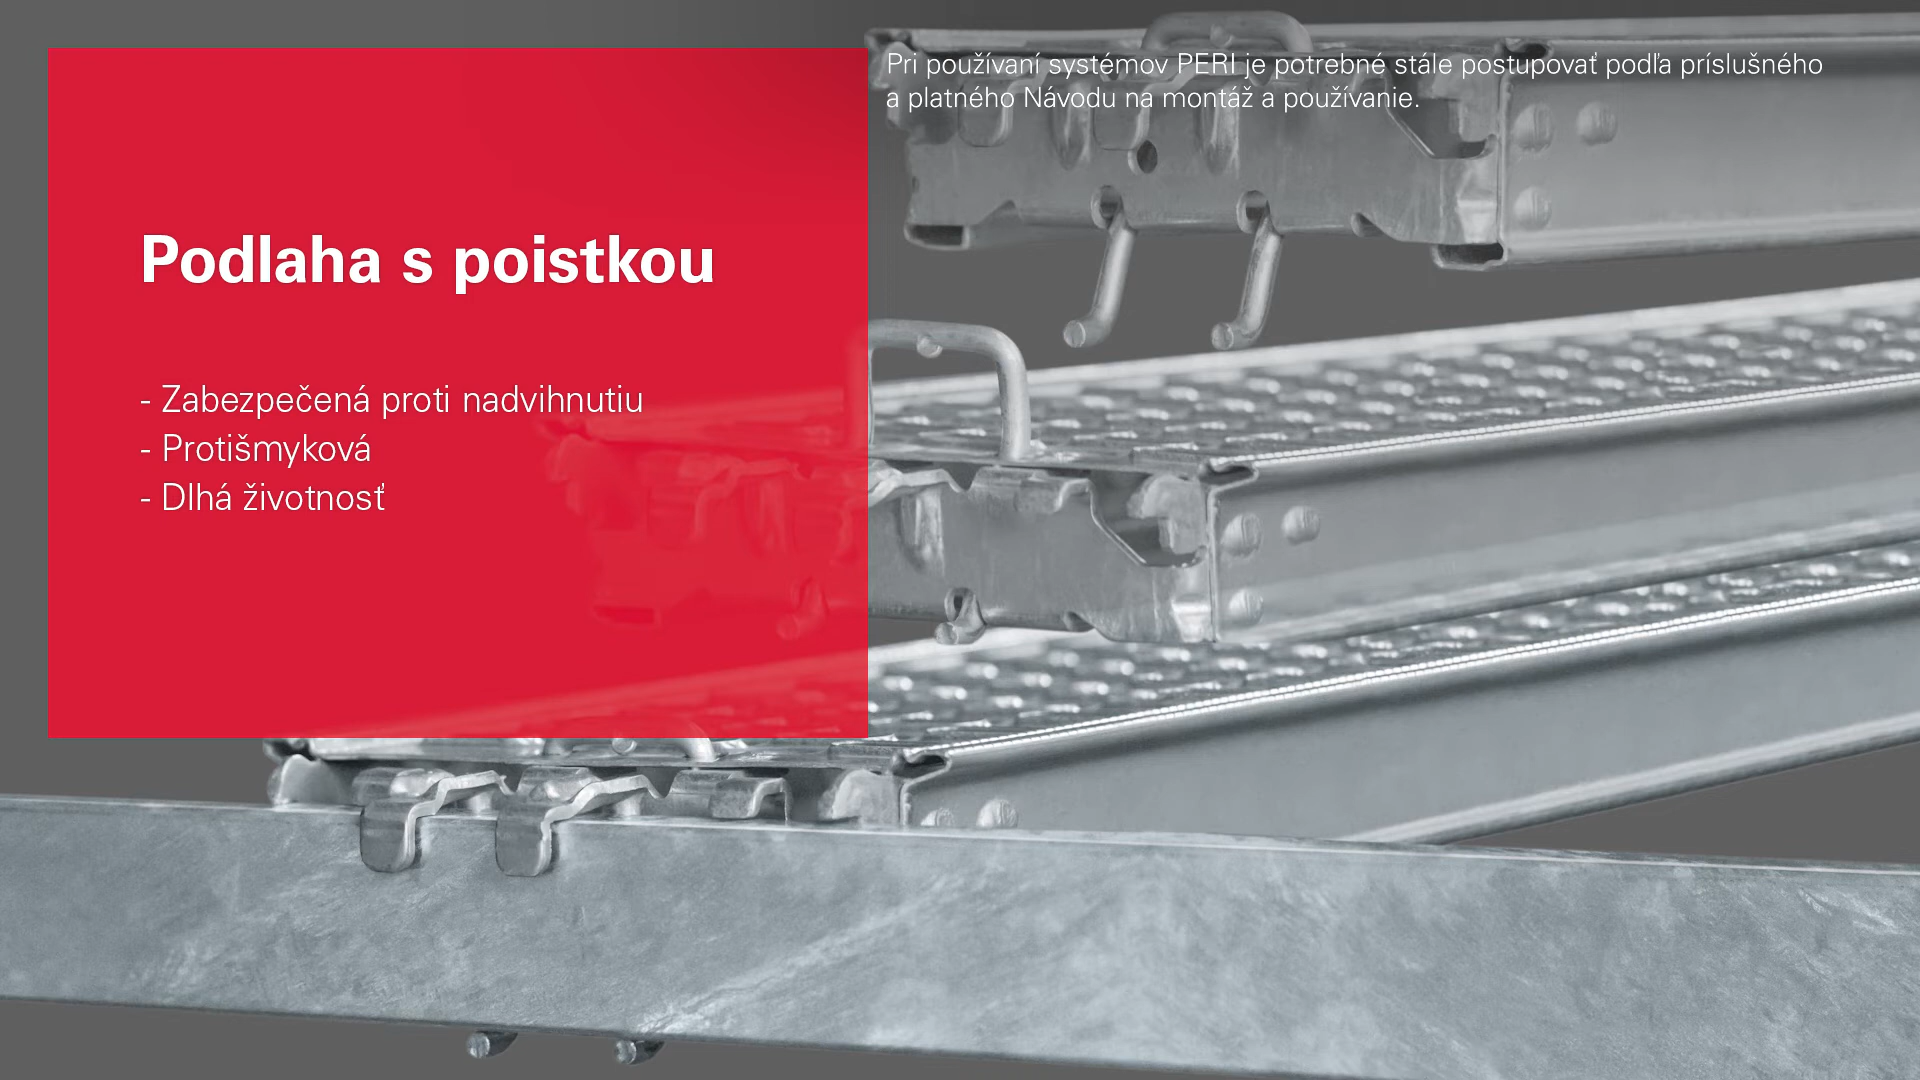 Pri používaní systémov PERI je potrebné stále postupovať podľa príslušného
a platného Návodu na montáž a používanie.
Podlaha s poistkou
- Zabezpečená proti nadvihnutiu
- Protišmyková
- Dlhá životnosť